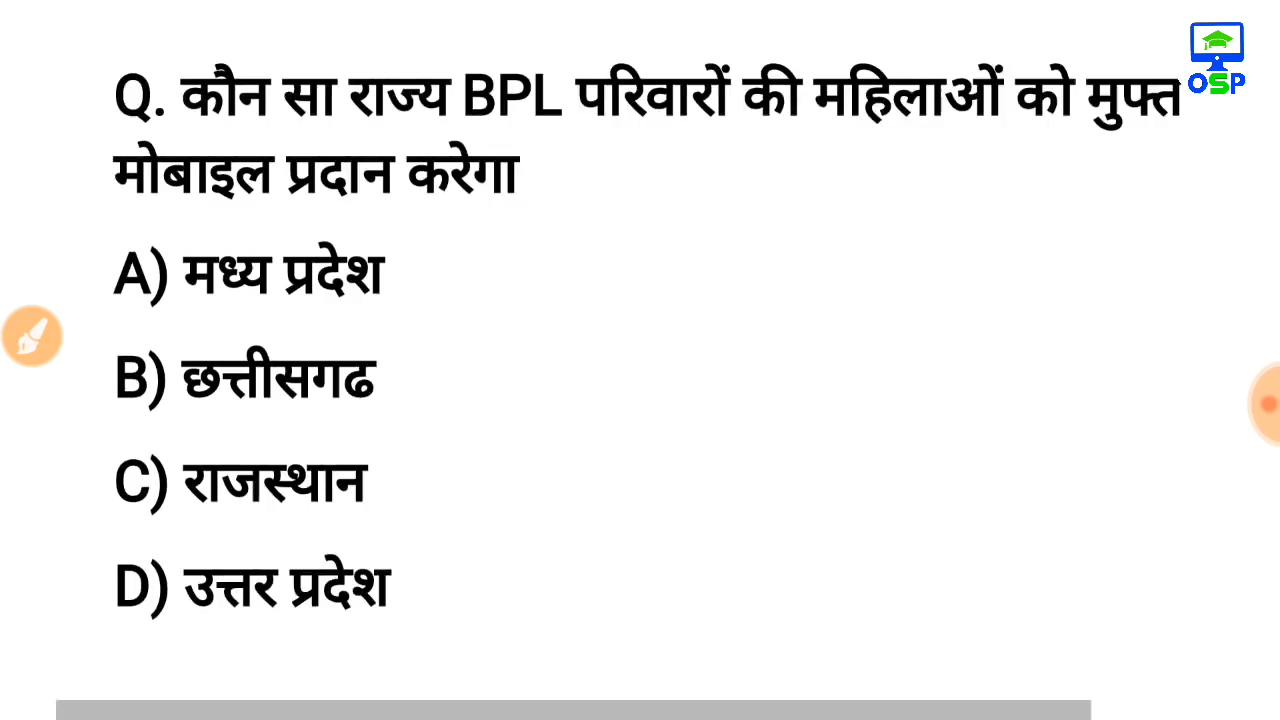 Q. कौन सा राज्य BPL परिवारों की महिलाओं को मुफ्त
मोबाइल प्रदान करेगा
A) मध्य प्रदेश
B) छत्तीसगढ
C) राजस्थान
D) उत्तर प्रदेश
OSP